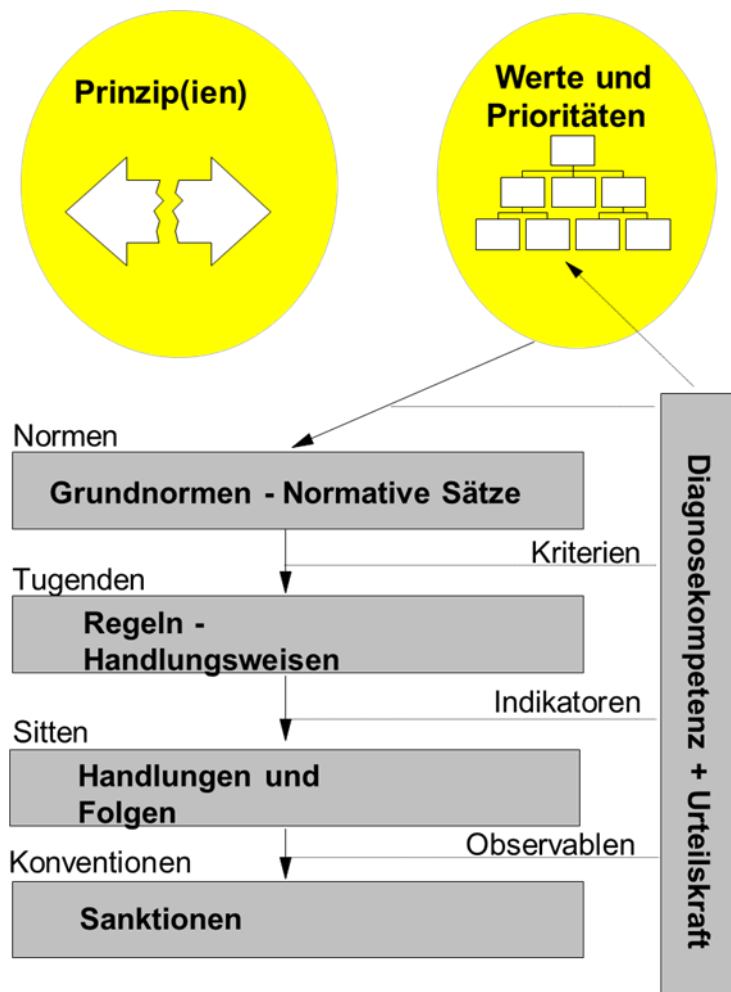 Prinzip(ien)
Werte und
Prioritäten
Normen
Grundnormen - Normative Sätze
Kriterien
Tugenden
Regeln -
Handlungsweisen
Indikatoren
Sitten
Handlungen und
Folgen
Observablen
Konventionen
Sanktionen
Diagnosekompetenz + Urteilskraft